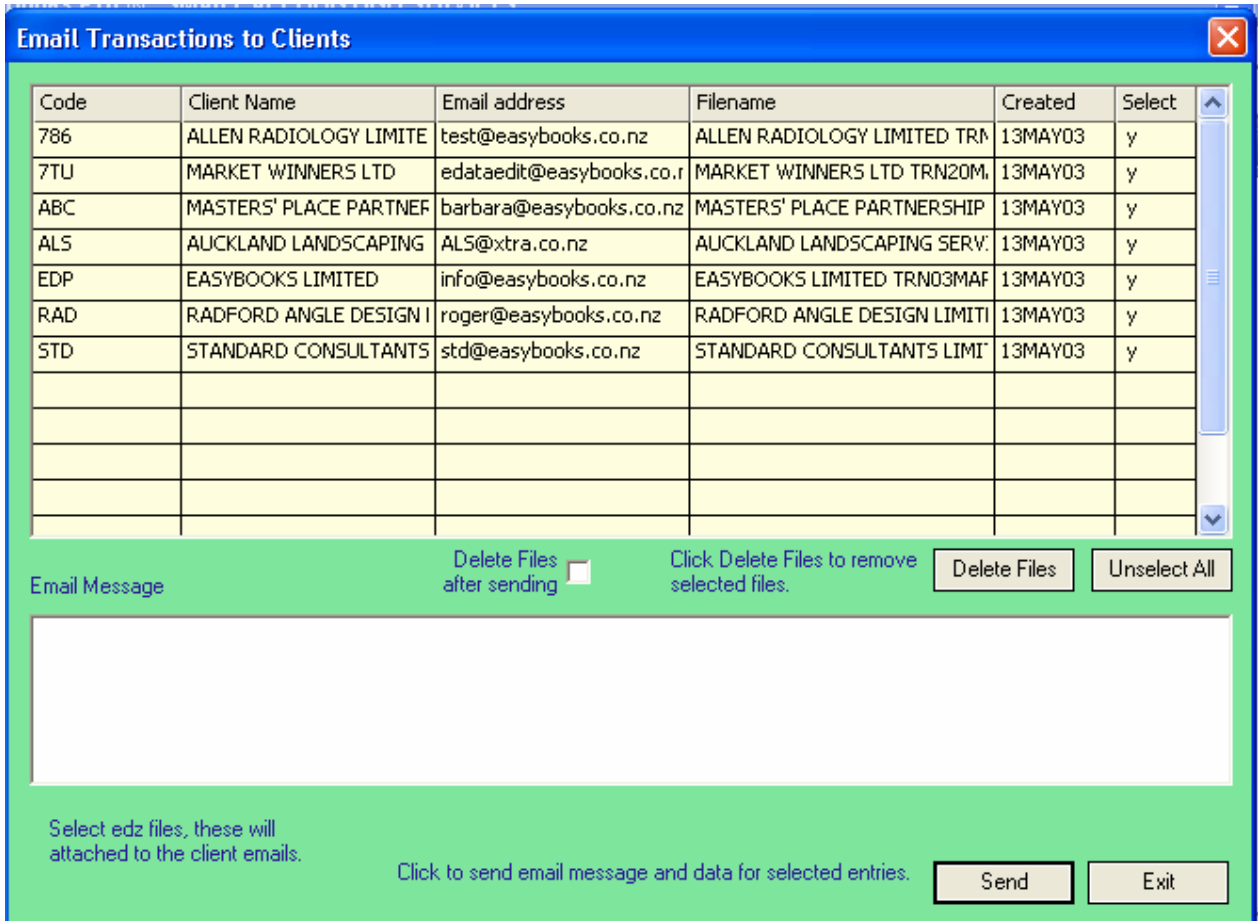 Email Transactions to Clients
Code Client Name Email address Filename Created Select
786 ALLEN RADIOLOGY LIMITE test@easybooks.co.nz ALLEN RADIOLOGY LIMITED 13MAY03 y
7TU MARKET WINNERS LTD edataedit@easybooks.co. MARKET WINNERS LTD TRN20M 13MAY03 y
ABC MASTERS' PLACE PARTNER barbara@easybooks.co.nz MASTERS' PLACE PARTNERSHIP 13MAY03 y
ALS AUCKLAND LANDSCAPING ALS@xtra.co.nz AUCKLAND LANDSCAPING SERV 13MAY03 y
EDP EASYBOOKS LIMITED info@easybooks.co.nz EASYBOOKS LIMITED TRN03MAR 13MAY03 y
RAD RADFORD ANGLE DESIGN roger@easybooks.co.nz RADFORD ANGLE DESIGN LIMIT 13MAY03 y
STD STANDARD CONSULTANTS std@easybooks.co.nz STANDARD CONSULTANTS LIMI 13MAY03 y
Delete Files
after sending
Click Delete Files to remove
selected files.
Delete Files Unselect All
Email Message
Select edz files, these will
attached to the client emails.
Click to send email message and data for selected entries.
Send Exit